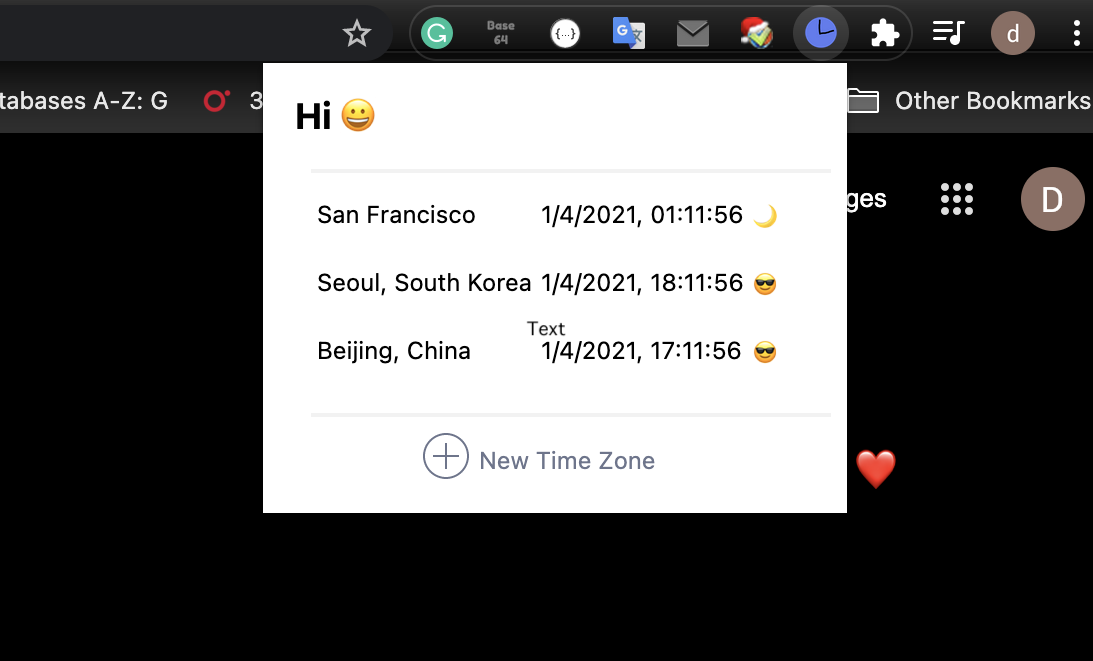 Base
64
{...}
G 文
d
tabases A-Z: G
3
Other Bookmarks
Hi 😀
ges
D
San Francisco 1/4/2021, 01:11:56 🌙
Seoul, South Korea 1/4/2021, 18:11:56 😎
Text
Beijing, China 1/4/2021, 17:11:56 😎
New Time Zone